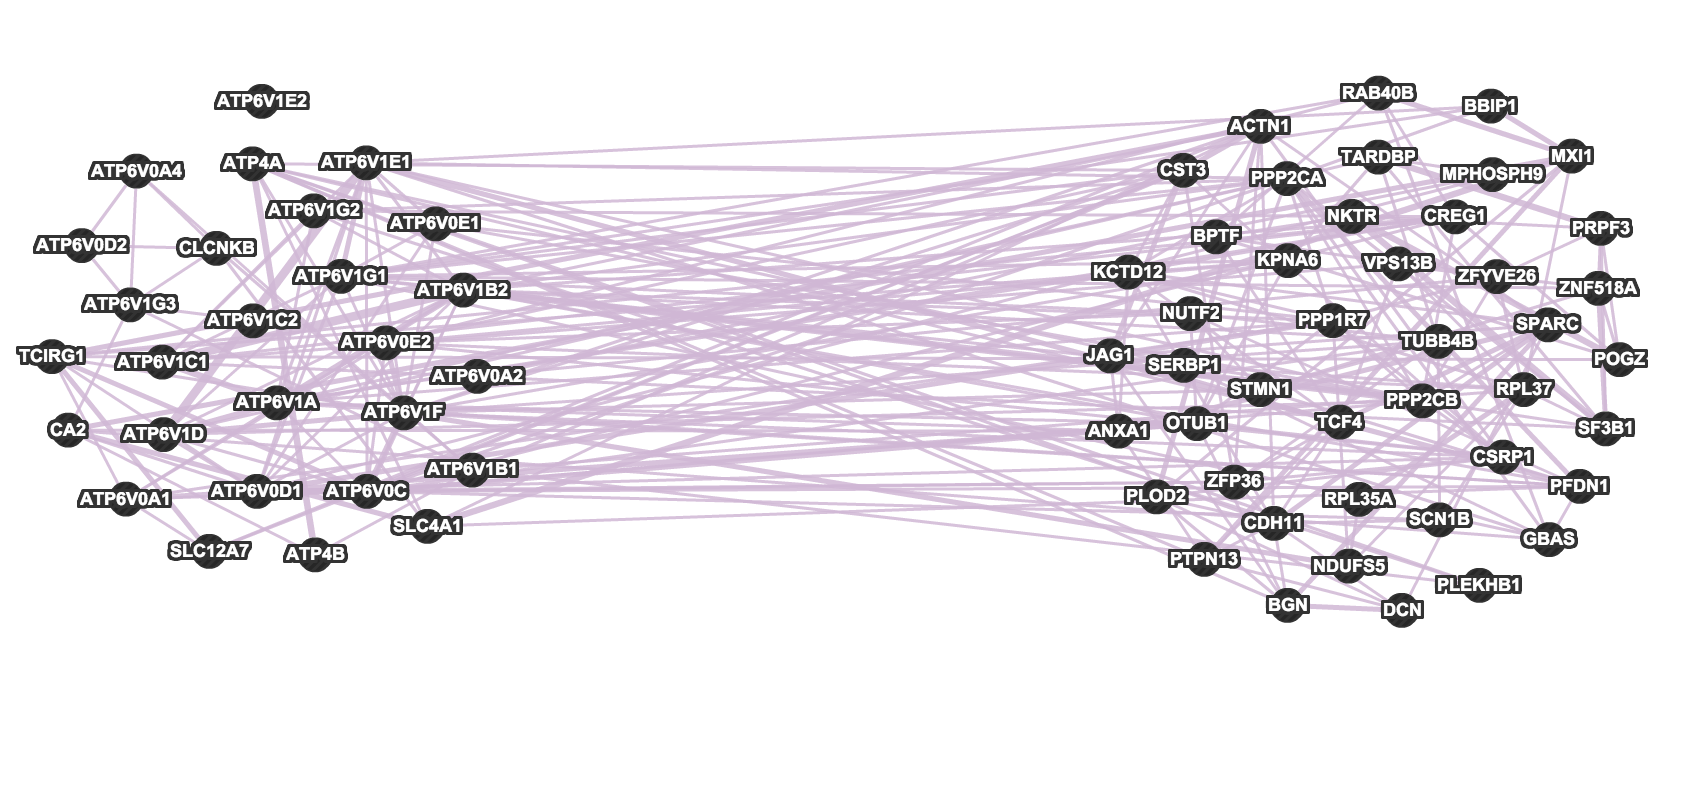 ATP6V1E2
ATP6V0A4
ATP4A
ATP6V1E1
ATP6V1G2
ATP6V0E1
ATP6V0D2
CLCNKB
ATP6V1G1
ATP6V1B2
ATP6V1G3
ATP6V1C2
ATP6V0E2
TCIRG1
ATP6V1C1
ATP6V0A2
ATP6V1A
ATP6V1F
CA2
ATP6V1D
ATP6V1B1
ATP6V0A1
ATP6V0D1
ATP6V0C
SLC4A1
SLC12A7
ATP4B
RAB40B
BBIP1
ACTN1
TARDBP
MXI1
CST3
PPP2CA
MPHOSPH9
NKTR
CREG1
PRPF3
BPTF
KCTD12
KPNA6
VPS13B
ZFYVE26
ZNF518A
NUTF2
PPP1R7
SPARC
TUBB4B
JAG1
SERBP1
POGZ
STMN1
PPP2CB
RPL37
ANXA1
OTUB1
TCF4
SF3B1
CSRP1
PLOD2
ZFP36
RPL35A
PFDN1
CDH11
SCN1B
GBAS
PTPN13
NDUFS5
PLEKHB1
BGN
DCN